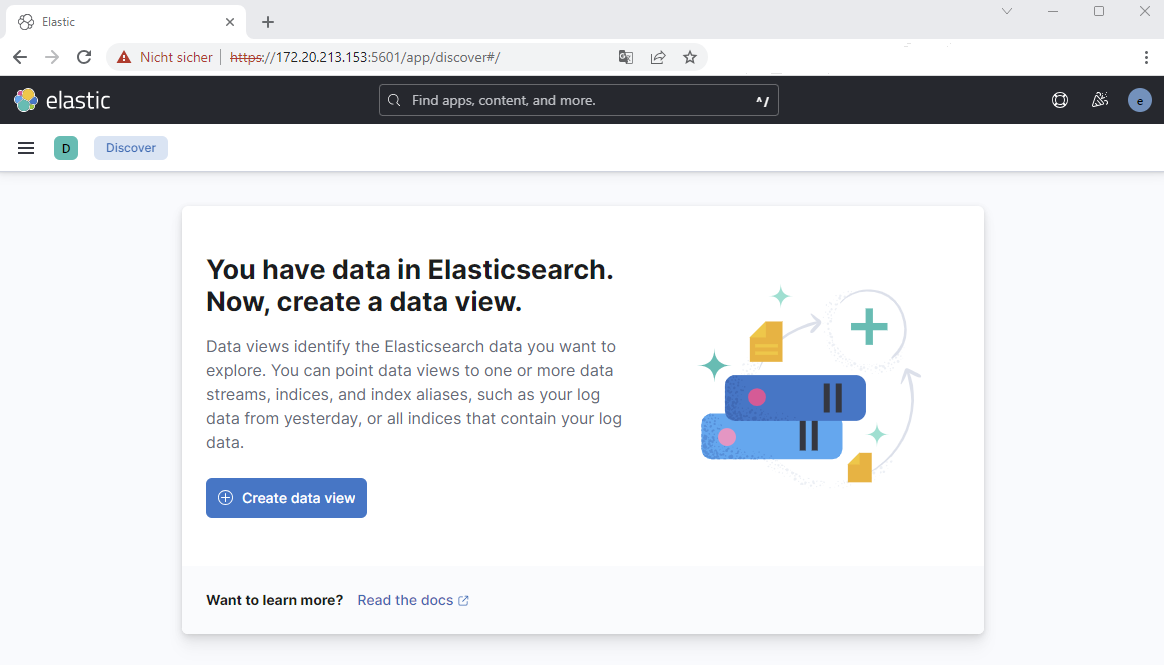 Elastic
Nicht sicher https://172.20.213.153:5601/app/discover#/
elastic
Find apps, content, and more. ^/
e
D Discover
You have data in Elasticsearch.
Now, create a data view.
Data views identify the Elasticsearch data you want to
explore. You can point data views to one or more data
streams, indices, and index aliases, such as your log
data from yesterday, or all indices that contain your log
data.
Create data view
Want to learn more? Read the docs